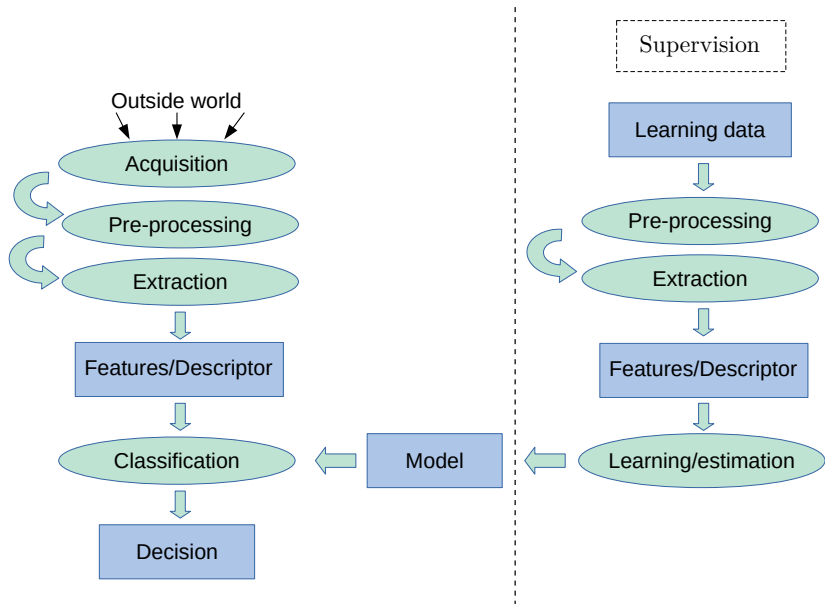 Outside world
Acquisition
Pre-processing
Extraction
Features/Descriptor
Classification
Model
Decision
Supervision
Learning data
Pre-processing
Extraction
Features/Descriptor
Learning/estimation